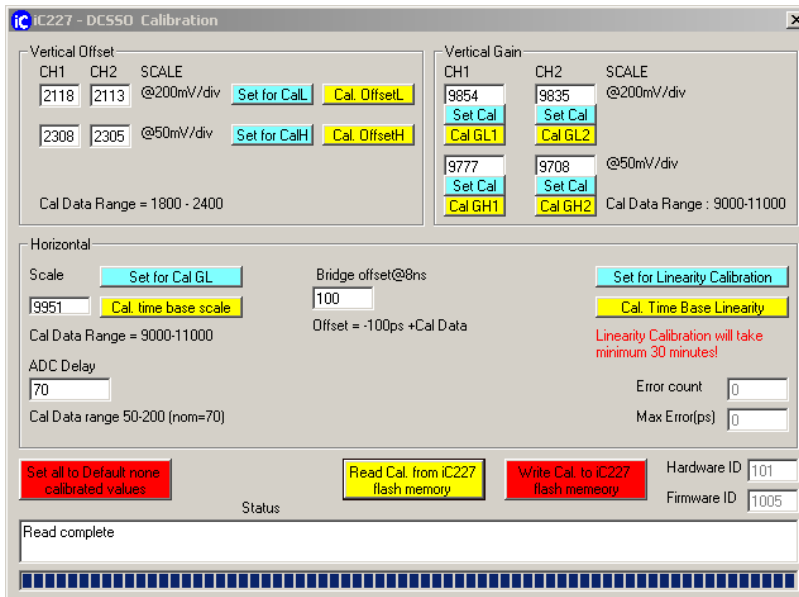 iC iC227 - DCSSO Calibration
Vertical Offset
CH1 CH2 SCALE
2118 2113 @200mV/div Set for CalL Cal. OffsetL
2308 2305 @50mV/div Set for CalH Cal. OffsetH
Cal Data Range = 1800 - 2400
Vertical Gain
CH1 CH2 SCALE
9854 9835 @200mV/div
Set Cal Set Cal
Cal GL1 Cal GL2
9777 9708 @50mV/div
Set Cal Set Cal
Cal GH1 Cal GH2 Cal Data Range : 9000-11000
Horizontal
Scale Set for Cal GL
9951 Cal. time base scale
Cal Data Range = 9000-11000
ADC Delay
70
Cal Data range 50-200 (nom=70)
Bridge offset@8ns
100
Offset = -100ps +Cal Data
Set for Linearity Calibration
Cal. Time Base Linearity
Linearity Calibration will take
minimum 30 minutes!
Error count 0
Max Error(ps) 0
Set all to Default none
calibrated values
Read Cal. from iC227
flash memory
Write Cal. to iC227
flash memeory
Hardware ID 101
Firmware ID 1005
Status
Read complete